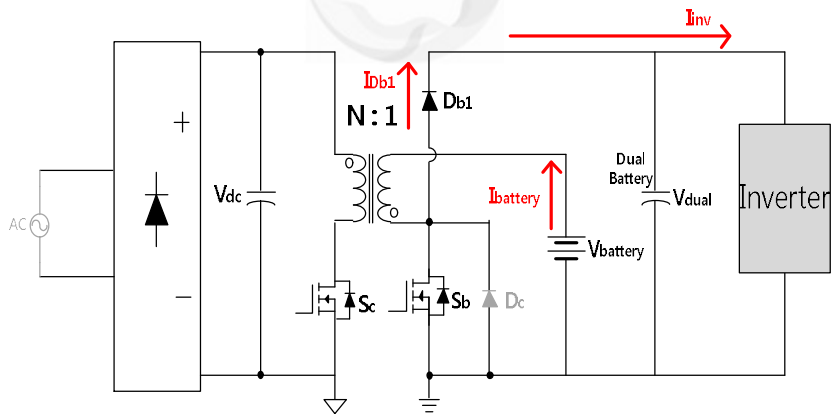 Iinv
IDb1
Db1
N:1
+
Vdc
Dual
Battery
Vdual
Inverter
Ibattery
AC
Vbattery
−
Sc
Sb
Dc